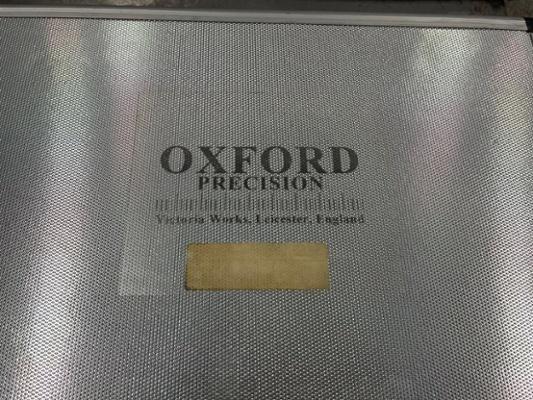 OXFORD
PRECISION
Victoria Works, Leicester, England